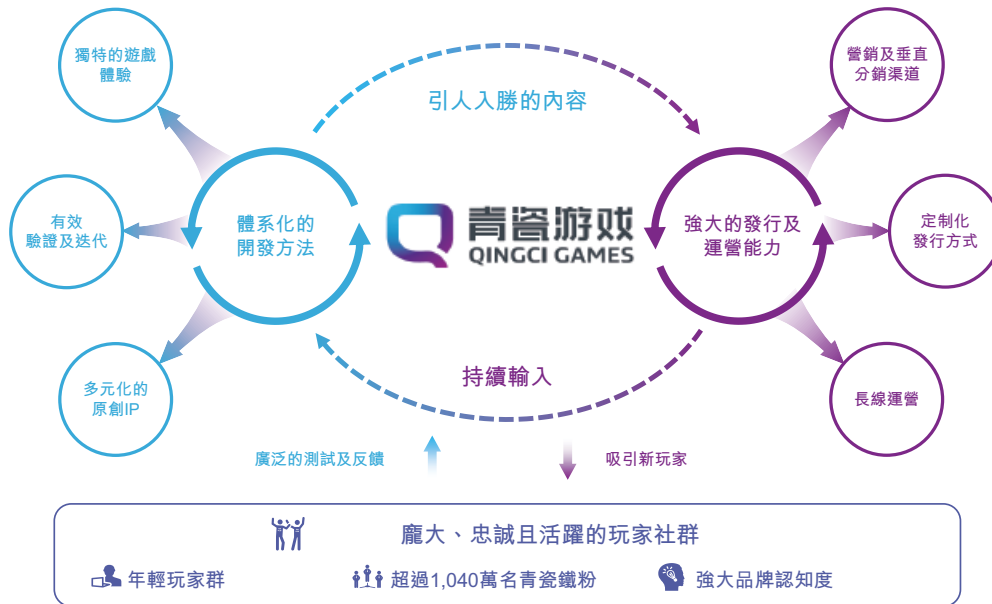 獨特的遊戲
體驗
有效
驗證及迭代
多元化的
原創IP
體系化的
開發方法
引人入勝的內容
青瓷游戏
QINGCI GAMES
持續輸入
強大的發行及
運營能力
營銷及垂直
分銷渠道
定制化
發行方式
長線運營
廣泛的測試及反饋
吸引新玩家
龐大、忠誠且活躍的玩家社群
年輕玩家群
超過1,040萬名青瓷鐵粉
強大品牌認知度